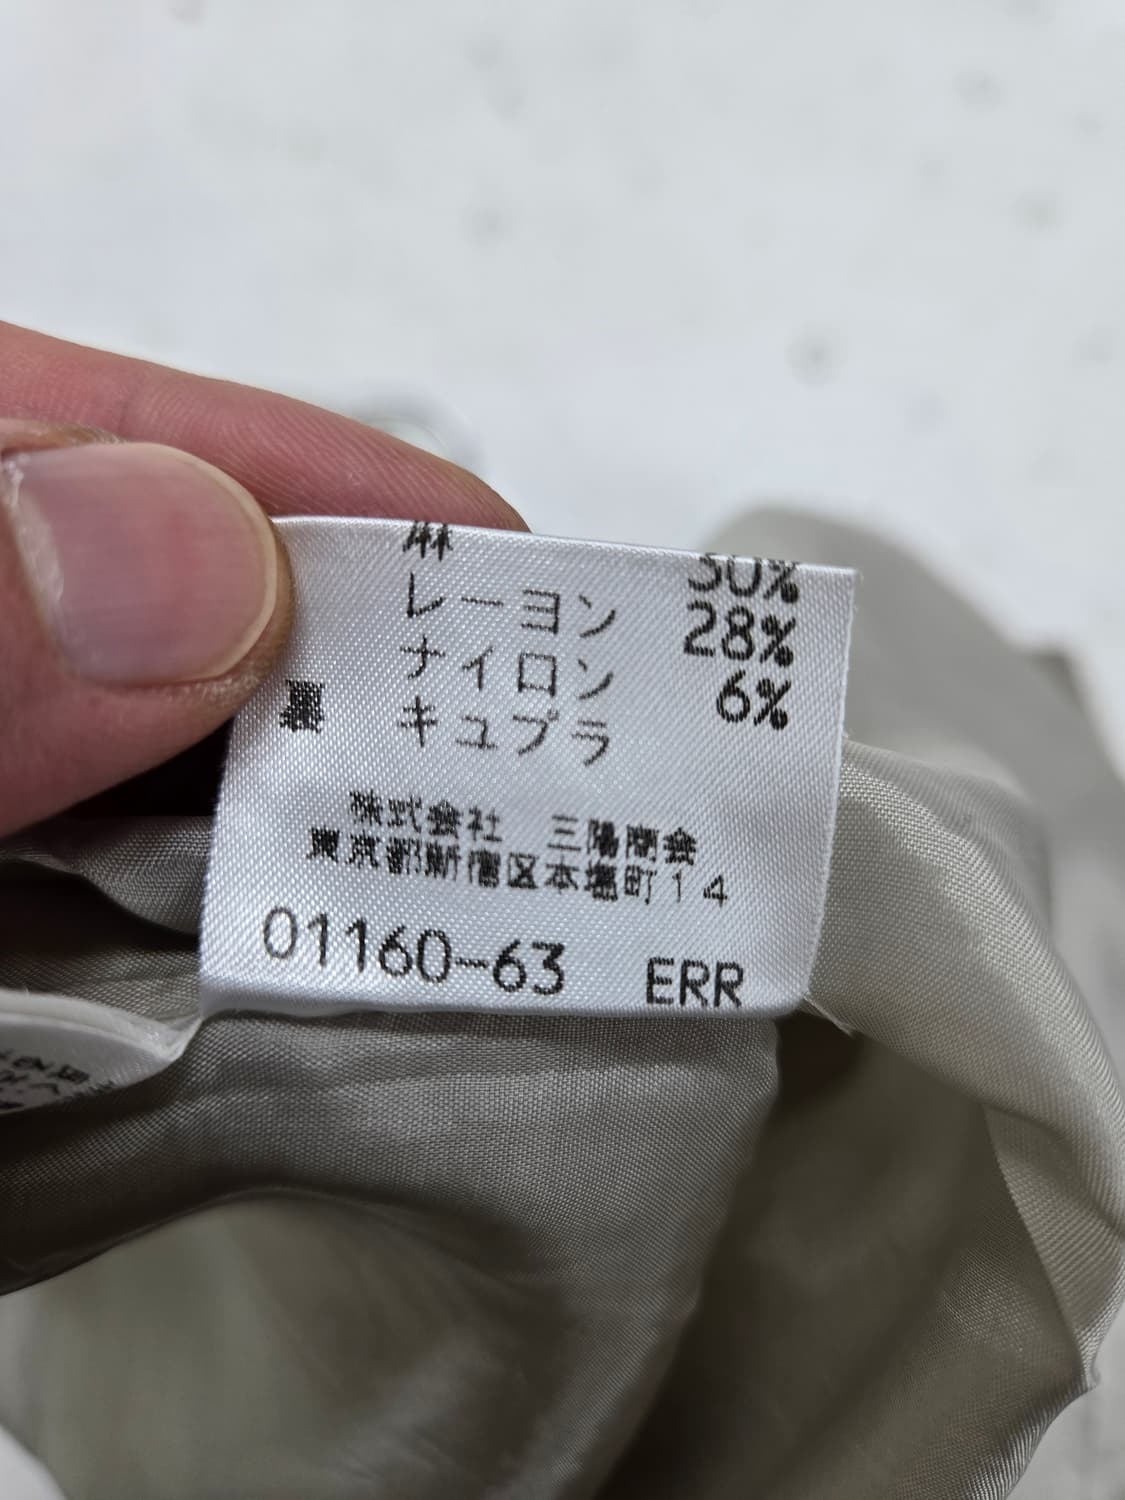 麻 30%
レーヨン 28%
ナイロン 6%
裏 キュプラ
株式会社 三陽商会
東京都新宿区本塩町14
01160-63 ERR